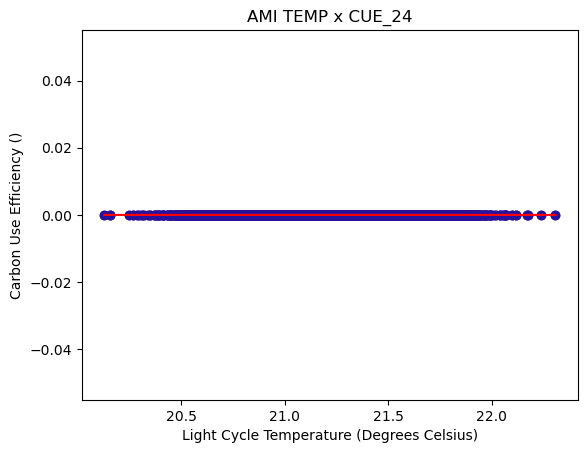 AMI TEMP x CUE_24
Carbon Use Efficiency ()
0.04
0.02
0.00
−0.02
−0.04
20.5 21.0 21.5 22.0
Light Cycle Temperature (Degrees Celsius)